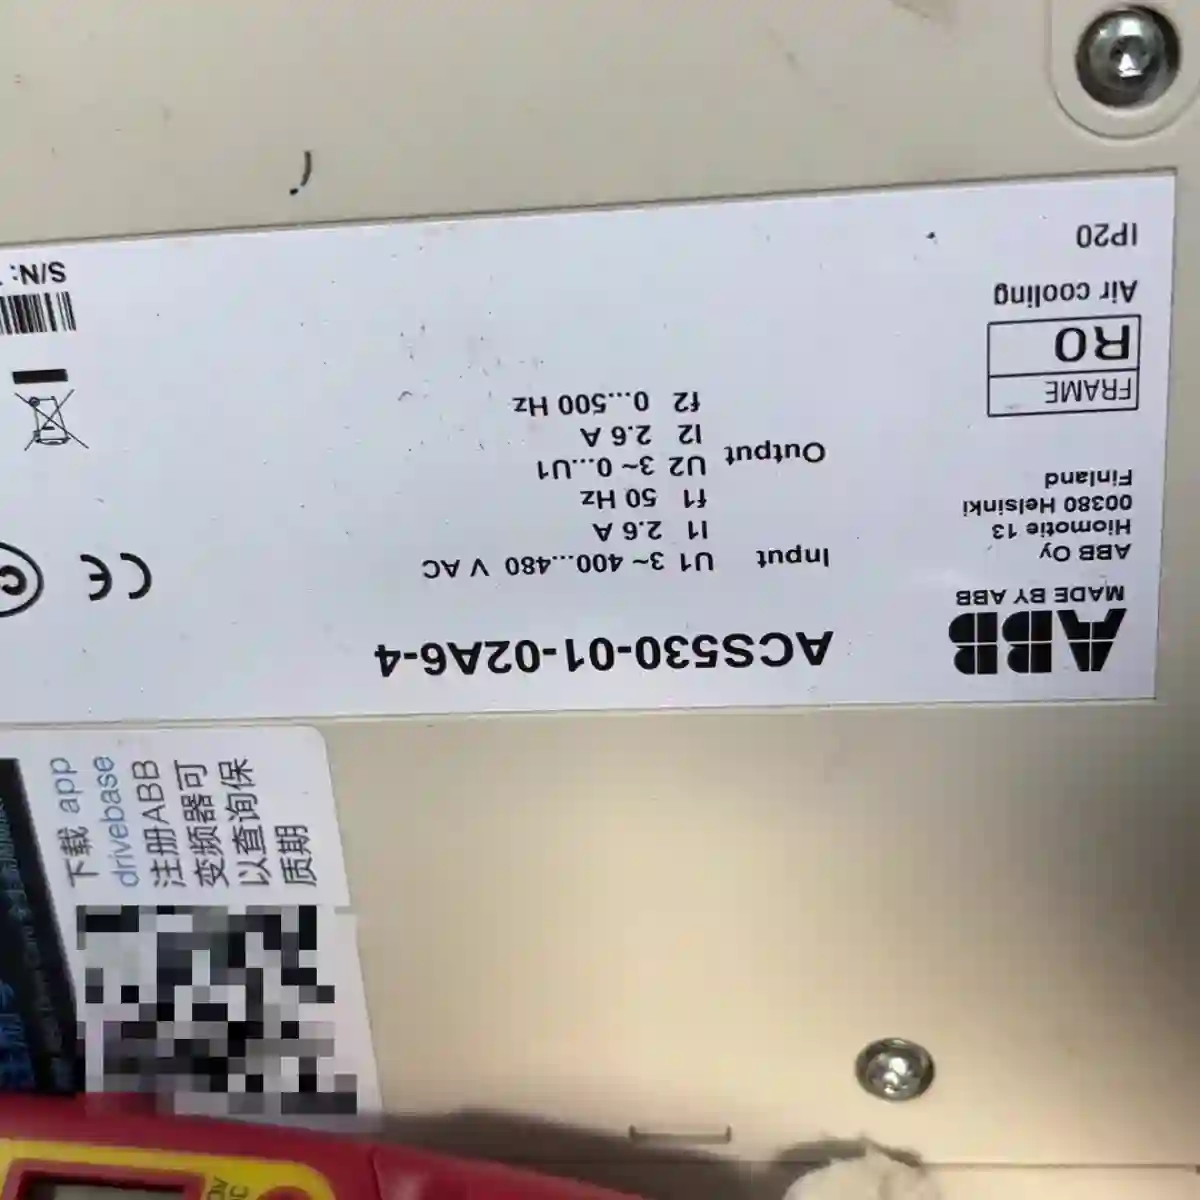 ABB
MADE BY ABB
ABB Oy
Hiomotie 13
00380 Helsinki
Finland
FRAME
R0
Air cooling
IP20
ACS530-01-02A6-4
Input U1 3~ 400...480 V AC
I1 2.6 A
f1 50 Hz
Output U2 3~ 0...U1
I2 2.6 A
f2 0...500 Hz
CE
S/N:
下载 app
drivebase
注册ABB
变频器可
以查询保
质期